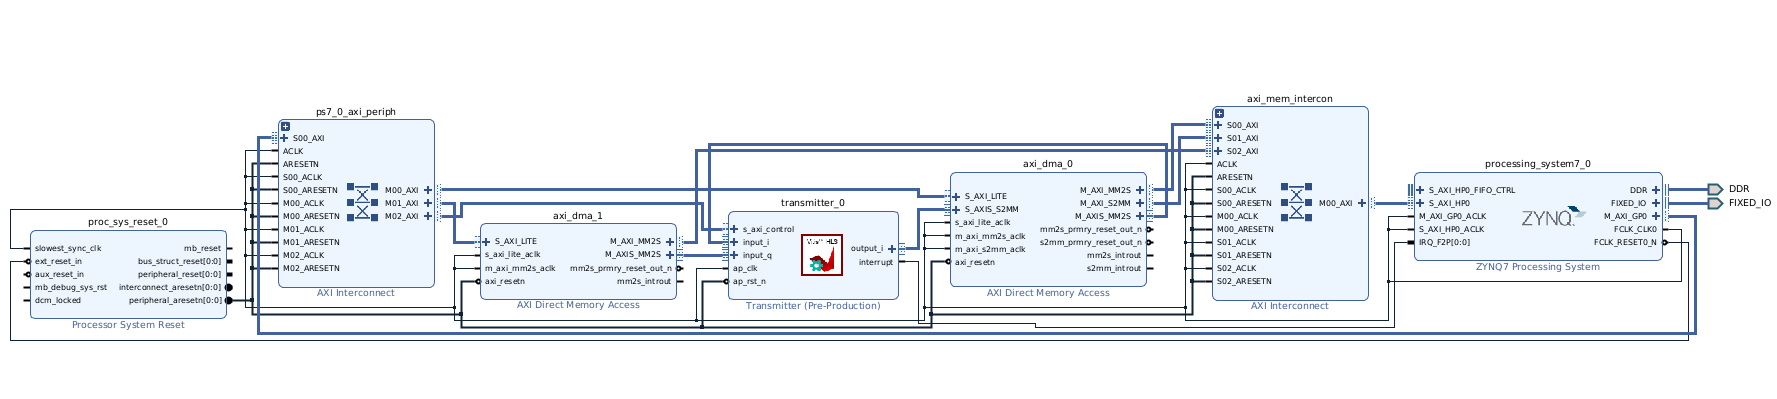 proc_sys_reset_0
slowest_sync_clk
ext_reset_in
aux_reset_in
mb_debug_sys_rst
dcm_locked
mb_reset
bus_struct_reset[0:0]
peripheral_reset[0:0]
interconnect_aresetn[0:0]
peripheral_aresetn[0:0]
Processor System Reset
ps7_0_axi_periph
S00_AXI
ACLK
ARESETN
S00_ACLK
S00_ARESETN
M00_ACLK
M00_ARESETN
M01_ACLK
M01_ARESETN
M02_ACLK
M02_ARESETN
M00_AXI
M01_AXI
M02_AXI
AXI Interconnect
axi_dma_1
S_AXI_LITE
s_axi_lite_aclk
m_axi_mm2s_aclk
axi_resetn
M_AXI_MM2S
M_AXIS_MM2S
mm2s_prmry_reset_out_n
mm2s_introut
AXI Direct Memory Access
transmitter_0
s_axi_control
input_i
input_q
ap_clk
ap_rst_n
output_i
interrupt
Transmitter (Pre-Production)
axi_dma_0
S_AXI_LITE
S_AXIS_S2MM
s_axi_lite_aclk
m_axi_mm2s_aclk
m_axi_s2mm_aclk
axi_resetn
M_AXI_MM2S
M_AXI_S2MM
M_AXIS_MM2S
mm2s_prmry_reset_out_n
s2mm_prmry_reset_out_n
mm2s_introut
s2mm_introut
AXI Direct Memory Access
axi_mem_intercon
S00_AXI
S01_AXI
S02_AXI
ACLK
ARESETN
S00_ACLK
S00_ARESETN
M00_ACLK
M00_ARESETN
S01_ACLK
S01_ARESETN
S02_ACLK
S02_ARESETN
M00_AXI
AXI Interconnect
processing_system7_0
S_AXI_HP0_FIFO_CTRL
S_AXI_HP0
M_AXI_GP0_ACLK
S_AXI_HP0_ACLK
IRQ_F2P[0:0]
ZYNQ
DDR
FIXED_IO
M_AXI_GP0
FCLK_CLK0
FCLK_RESET0_N
ZYNQ7 Processing System
DDR
FIXED_IO